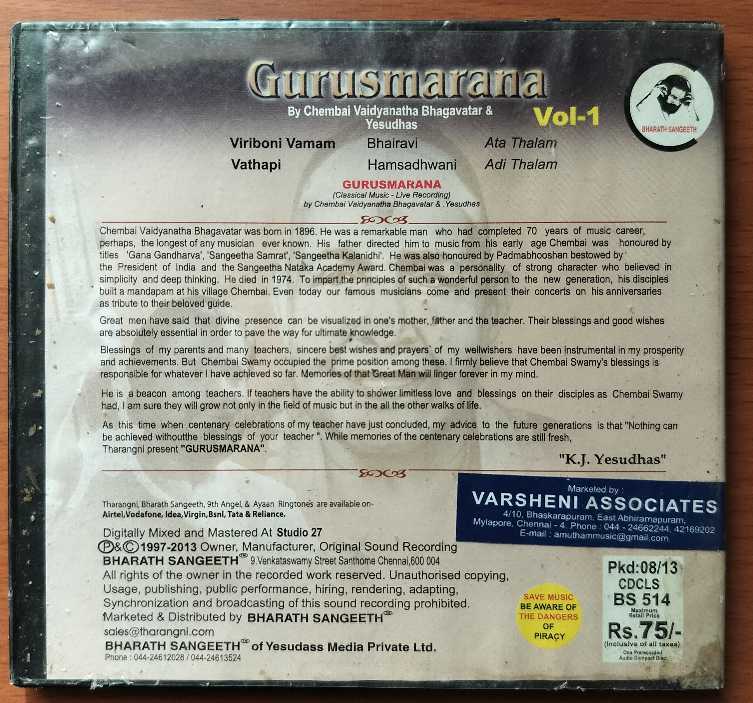 Gurusmarana
By Chembai Vaidyanatha Bhagavatar &
Yesudhas
Vol-1
BHARATH SANGEETH
Viriboni Vamam Bhairavi Ata Thalam
Vathapi Hamsadhwani Adi Thalam
GURUSMARANA
(Classical Music - Live Recording)
by Chembai Vaidyanatha Bhagavatar & Yesudhes
Chembai Vaidyanatha Bhagavatar was born in 1896. He was a remarkable man who had completed 70 years of music career,
perhaps, the longest of any musician ever known. His father directed him to music from his early age Chembai was honoured by
titles 'Gana Gandharva', 'Sangeetha Samrat', 'Sangeetha Kalanidhi'. He was also honoured by Padmabhooshan bestowed by
the President of India and the Sangeetha Nataka Academy Award. Chembai was a personality of strong character who believed in
simplicity and deep thinking. He died in 1974. To impart the principles of such a wonderful person to the new generation, his disciples
built a mandapam at his village Chembai. Even today our famous musicians come and present their concerts on his anniversaries
as tribute to their beloved guide.
Great men have said that divine presence can be visualized in one's mother, father and the teacher. Their blessings and good wishes
are absolutely essential in order to pave the way for ultimate knowledge.
Blessings of my parents and many teachers, sincere best wishes and prayers of my wellwishers have been instrumental in my prosperity
and achievements. But Chembai Swamy occupied the prime position among these. I firmly believe that Chembai Swamy's blessings is
responsible for whatever I have achieved so far. Memories of that Great Man will linger forever in my mind.
He is a beacon among teachers. If teachers have the ability to shower limitless love and blessings on their disciples as Chembai Swamy
had, I am sure they will grow not only in the field of music but in the all the other walks of life.
As this time when centenary celebrations of my teacher have just concluded, my advice to the future generations is that "Nothing can
be achieved withoutthe blessings of your teacher ". While memories of the centenary celebrations are still fresh,
Tharangni present "GURUSMARANA".
"K.J. Yesudhas"
Marketed by :
VARSHENI ASSOCIATES
4/10, Bhaskarapuram, East Abhiramapuram,
Mylapore, Chennai - 4. Phone : 044 - 24662244, 42169202
E-mail : amuthammusic@gmail.com
Tharangni, Bharath Sangeeth, 9th Angel, & Ayaan Ringtones are available on-
Airtel, Vodafone, Idea, Virgin, Bsnl, Tata & Reliance.
Digitally Mixed and Mastered At Studio 27
Ⓟ&Ⓒ 1997-2013 Owner, Manufacturer, Original Sound Recording
BHARATH SANGEETH 9.Venkataswamy Street Santhome Chennai,600 004
All rights of the owner in the recorded work reserved. Unauthorised copying,
Usage, publishing, public performance, hiring, rendering, adapting,
Synchronization and broadcasting of this sound recording prohibited.
Marketed & Distributed by BHARATH SANGEETH
sales@tharangni.com
BHARATH SANGEETH of Yesudass Media Private Ltd.
Phone : 044-24612028 / 044-24613524
SAVE MUSIC
BE AWARE OF
THE DANGERS
OF
PIRACY
Pkd:08/13
CDCLS
BS 514
Maximum
Retail Price
Rs.75/-
(Inclusive of all taxes)
One Prerecorded
Audio Compact Disc